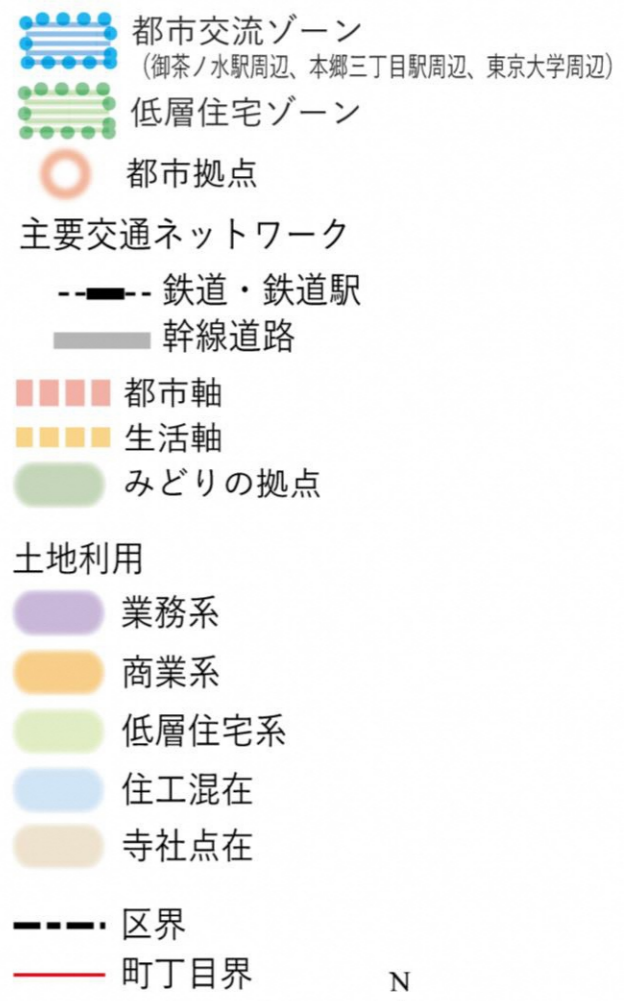 都市交流ゾーン
（御茶ノ水駅周辺、本郷三丁目駅周辺、東京大学周辺）
低層住宅ゾーン
都市拠点
主要交通ネットワーク
鉄道・鉄道駅
幹線道路
都市軸
生活軸
みどりの拠点
土地利用
業務系
商業系
低層住宅系
住工混在
寺社点在
区界
町丁目界
N